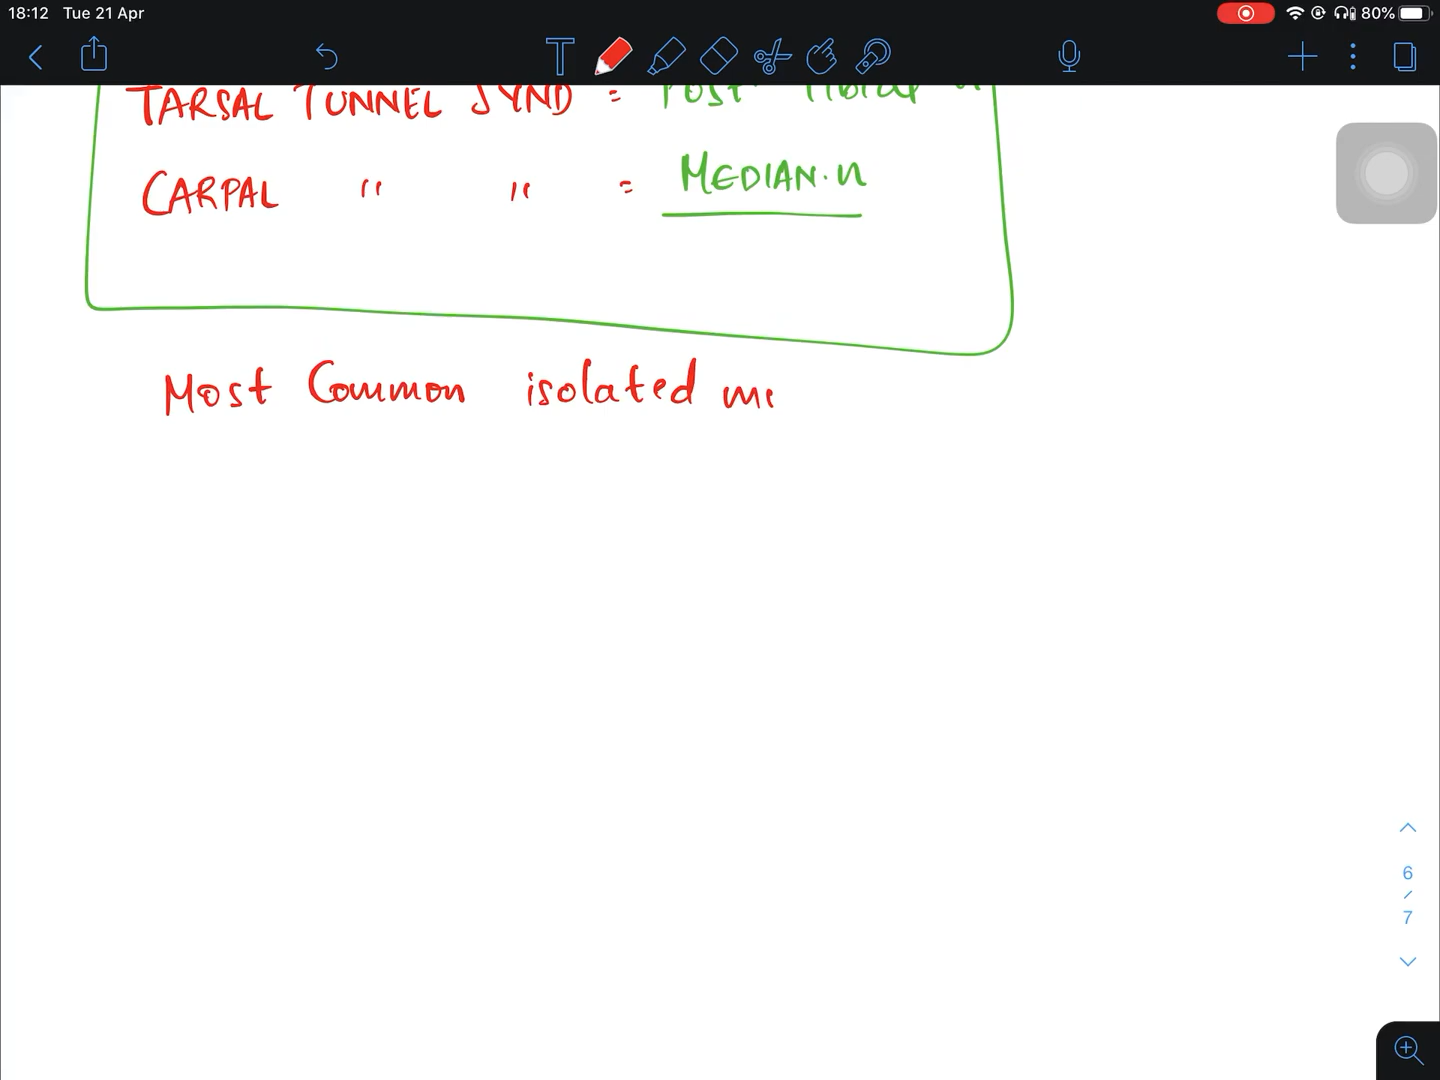 18:12 Tue 21 Apr 80%
TARSAL TUNNEL SYND =
CARPAL " " = MEDIAN.n
Most Common isolated
6
/
7